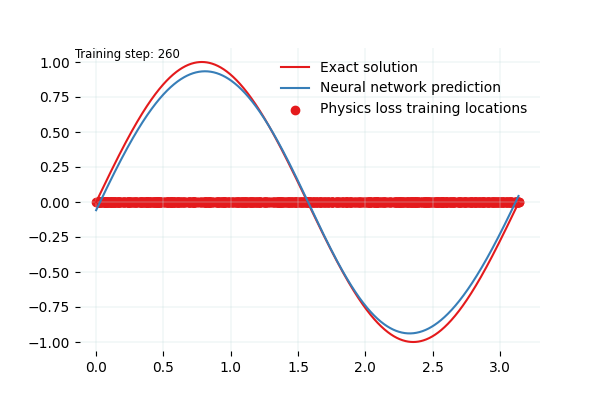 Training step: 260
Exact solution
Neural network prediction
Physics loss training locations
1.00
0.75
0.50
0.25
0.00
−0.25
−0.50
−0.75
−1.00
0.0 0.5 1.0 1.5 2.0 2.5 3.0